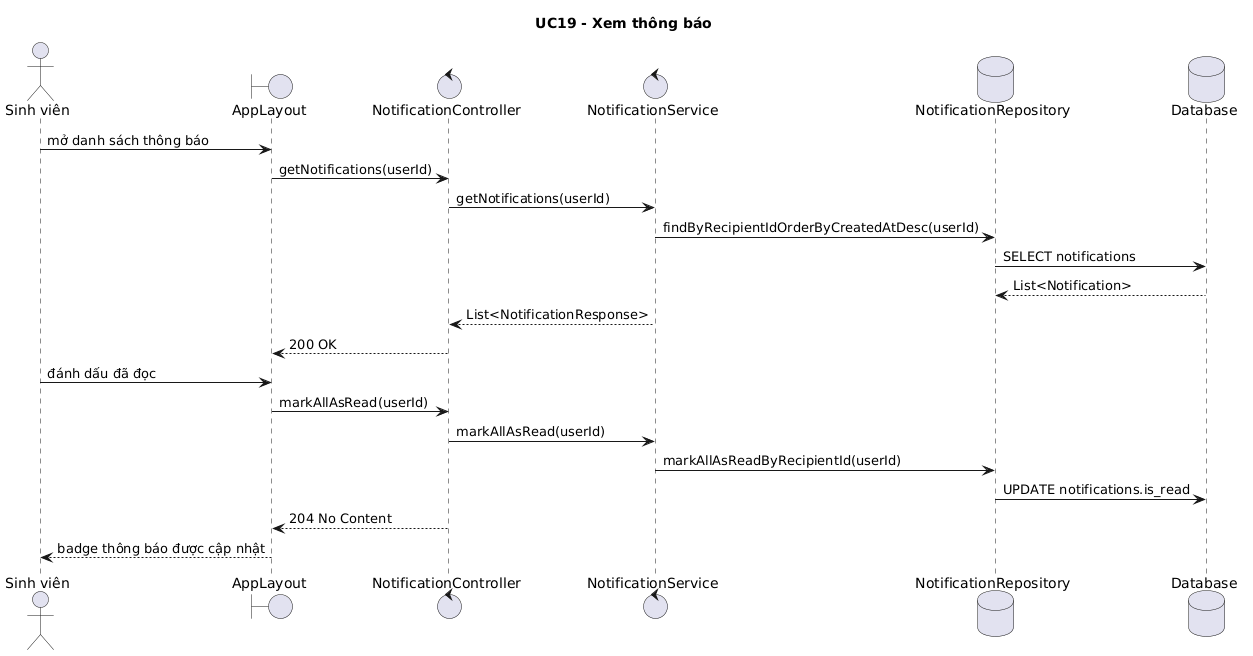 UC19 - Xem thông báo
Sinh viên
AppLayout
NotificationController
NotificationService
NotificationRepository
Database
mở danh sách thông báo
getNotifications(userId)
getNotifications(userId)
findByRecipientIdOrderByCreatedAtDesc(userId)
SELECT notifications
List<Notification>
List<NotificationResponse>
200 OK
đánh dấu đã đọc
markAllAsRead(userId)
markAllAsRead(userId)
markAllAsReadByRecipientId(userId)
UPDATE notifications.is_read
204 No Content
badge thông báo được cập nhật
Sinh viên
AppLayout
NotificationController
NotificationService
NotificationRepository
Database